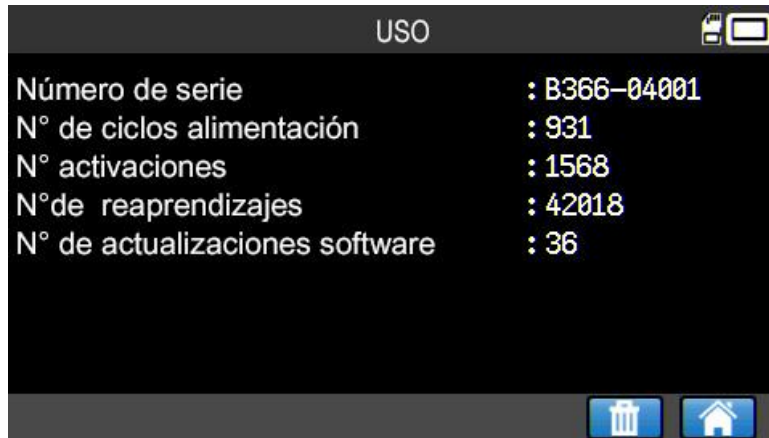 USO
Número de serie : B366-04001
N° de ciclos alimentación : 931
N° activaciones : 1568
N°de reaprendizajes : 42018
N° de actualizaciones software : 36